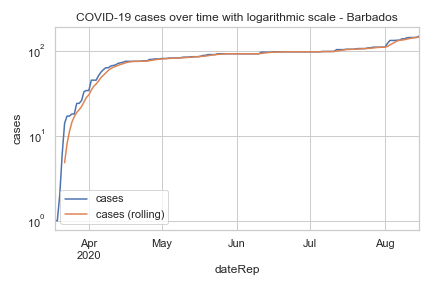 COVID-19 cases over time with logarithmic scale - Barbados
10²
10¹
10⁰
cases
cases
cases (rolling)
Apr
2020
May
Jun
Jul
Aug
dateRep